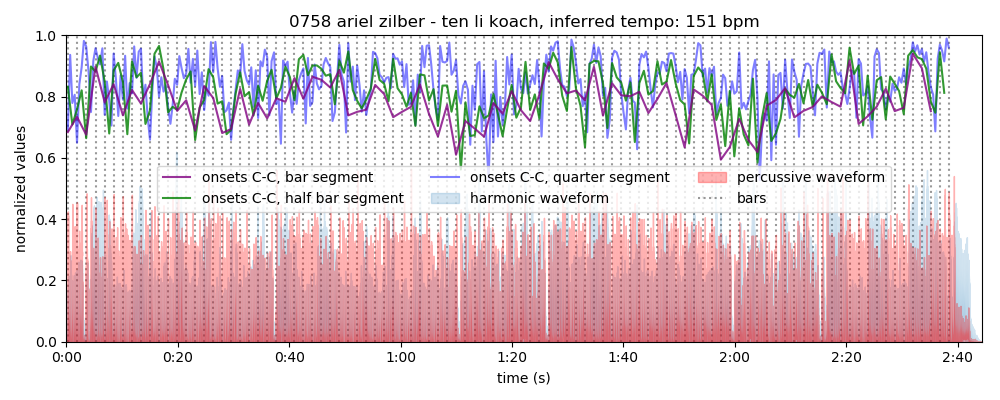 0758 ariel zilber - ten li koach, inferred tempo: 151 bpm
1.0
0.8
0.6
0.4
0.2
0.0
normalized values
onsets C-C, bar segment
onsets C-C, half bar segment
onsets C-C, quarter segment
harmonic waveform
percussive waveform
bars
0:00 0:20 0:40 1:00 1:20 1:40 2:00 2:20 2:40
time (s)